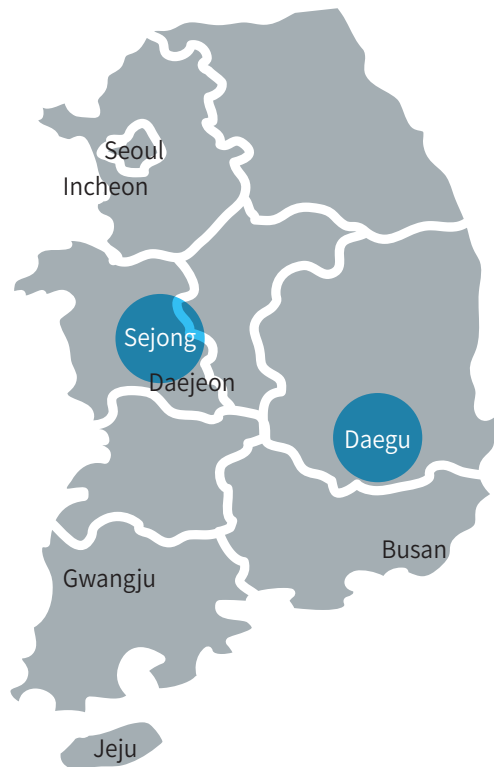 Seoul
Incheon
Sejong
Daejeon
Daegu
Busan
Gwangju
Jeju